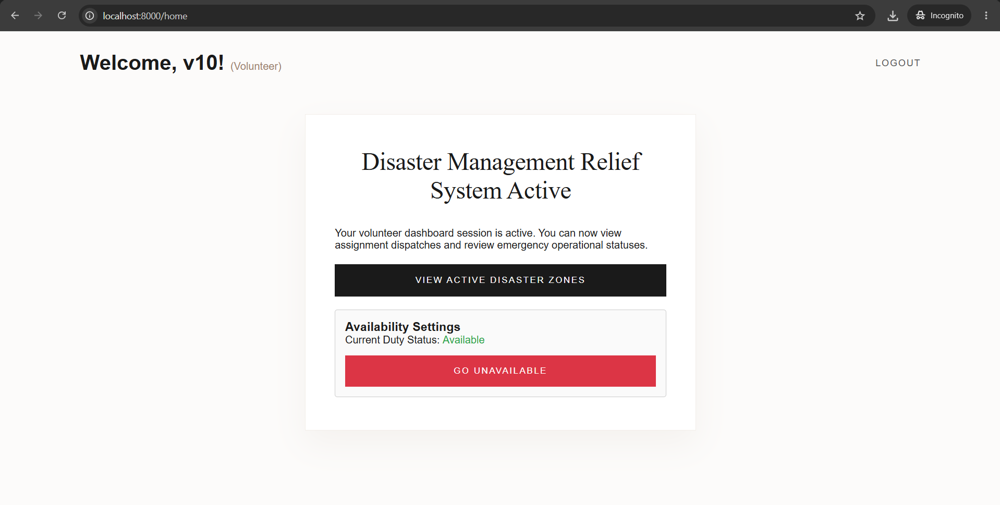 localhost:8000/home
Incognito
Welcome, v10! (Volunteer)
LOGOUT
Disaster Management Relief
System Active
Your volunteer dashboard session is active. You can now view
assignment dispatches and review emergency operational statuses.
VIEW ACTIVE DISASTER ZONES
Availability Settings
Current Duty Status: Available
GO UNAVAILABLE